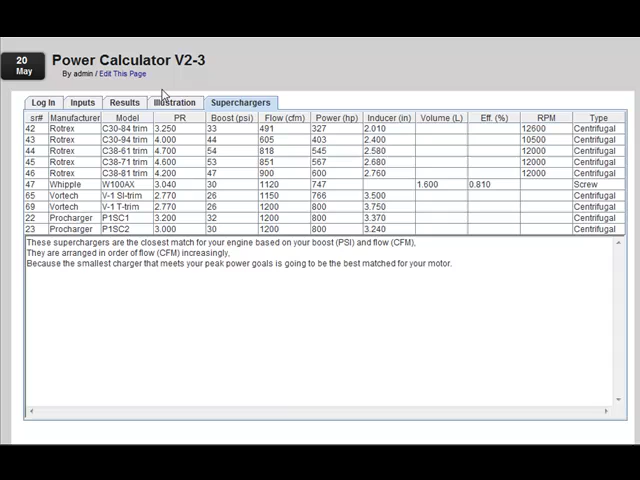 20
May
Power Calculator V2-3
By admin / Edit This Page
Log In Inputs Results Illustration Superchargers
sr# Manufacturer Model PR Boost (psi) Flow (cfm) Power (hp) Inducer (in) Volume (L) Eff. (%) RPM Type
42 Rotrex C30-84 trim 3.250 33 491 327 2.010 12600 Centrifugal
43 Rotrex C30-94 trim 4.000 44 605 403 2.400 10500 Centrifugal
44 Rotrex C38-61 trim 4.700 54 818 545 2.580 12000 Centrifugal
45 Rotrex C38-71 trim 4.600 53 851 567 2.680 12000 Centrifugal
46 Rotrex C38-81 trim 4.200 47 900 600 2.760 12000 Centrifugal
47 Whipple W100AX 3.040 30 1120 747 1.600 0.810 Screw
65 Vortech V-1 SI-trim 2.770 26 1150 766 3.500 Centrifugal
69 Vortech V-1 T-trim 2.770 26 1200 800 3.750 Centrifugal
22 Procharger P1SC1 3.200 32 1200 800 3.370 Centrifugal
23 Procharger P1SC2 3.000 30 1200 800 3.240 Centrifugal
These superchargers are the closest match for your engine based on your boost (PSI) and flow (CFM),
They are arranged in order of flow (CFM) increasingly,
Because the smallest charger that meets your peak power goals is going to be the best matched for your motor.